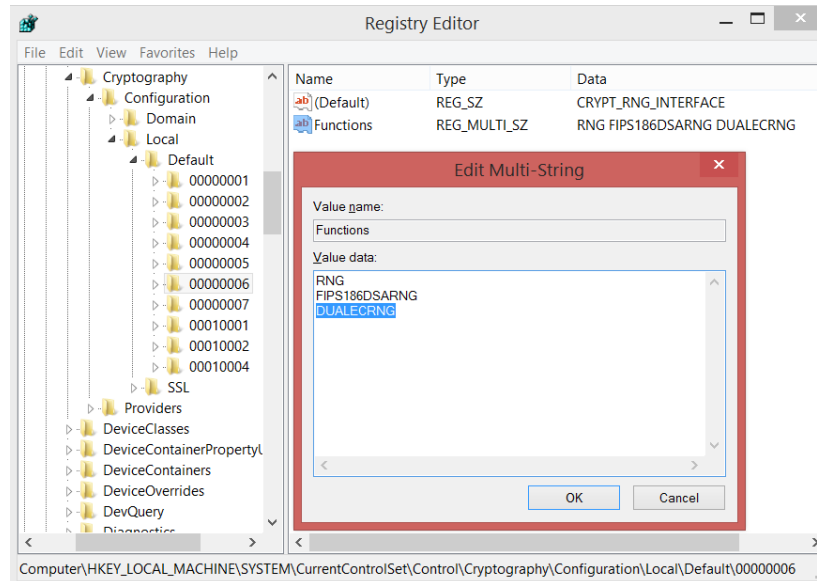 Registry Editor
File Edit View Favorites Help
Cryptography
Configuration
Domain
Local
Default
00000001
00000002
00000003
00000004
00000005
00000006
00000007
00010001
00010002
00010004
SSL
Providers
DeviceClasses
DeviceContainerPropertyU
DeviceContainers
DeviceOverrides
DevQuery
Diagnostics
Name Type Data
(Default) REG_SZ CRYPT_RNG_INTERFACE
Functions REG_MULTI_SZ RNG FIPS186DSARNG DUALECRNG
Edit Multi-String
Value name:
Functions
Value data:
RNG
FIPS186DSARNG
DUALECRNG
OK Cancel
Computer\HKEY_LOCAL_MACHINE\SYSTEM\CurrentControlSet\Control\Cryptography\Configuration\Local\Default\00000006